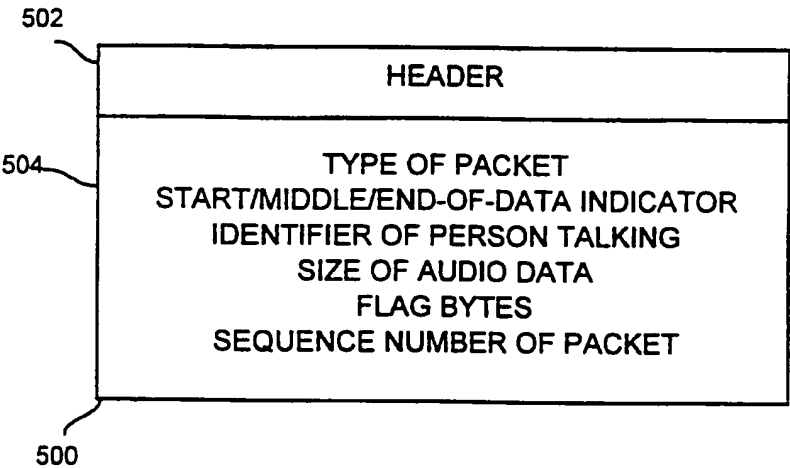 502
HEADER
504
TYPE OF PACKET
START/MIDDLE/END-OF-DATA INDICATOR
IDENTIFIER OF PERSON TALKING
SIZE OF AUDIO DATA
FLAG BYTES
SEQUENCE NUMBER OF PACKET
500